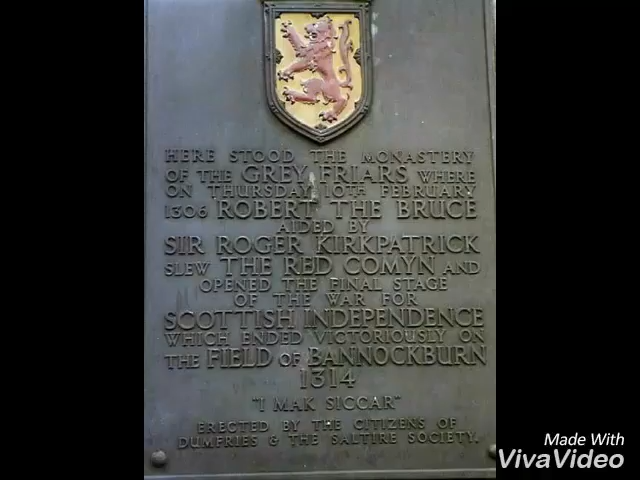 HERE STOOD THE MONASTERY
OF THE GREY FRIARS WHERE
ON THURSDAY 10TH FEBRUARY
1306 ROBERT THE BRUCE
AIDED BY
SIR ROGER KIRKPATRICK
SLEW THE RED COMYN AND
OPENED THE FINAL STAGE
OF THE WAR FOR
SCOTTISH INDEPENDENCE
WHICH ENDED VICTORIOUSLY ON
THE FIELD OF BANNOCKBURN
1314
"I MAK SICCAR"
ERECTED BY THE CITIZENS OF
DUMFRIES & THE SALTIRE SOCIETY.
Made With
VivaVideo